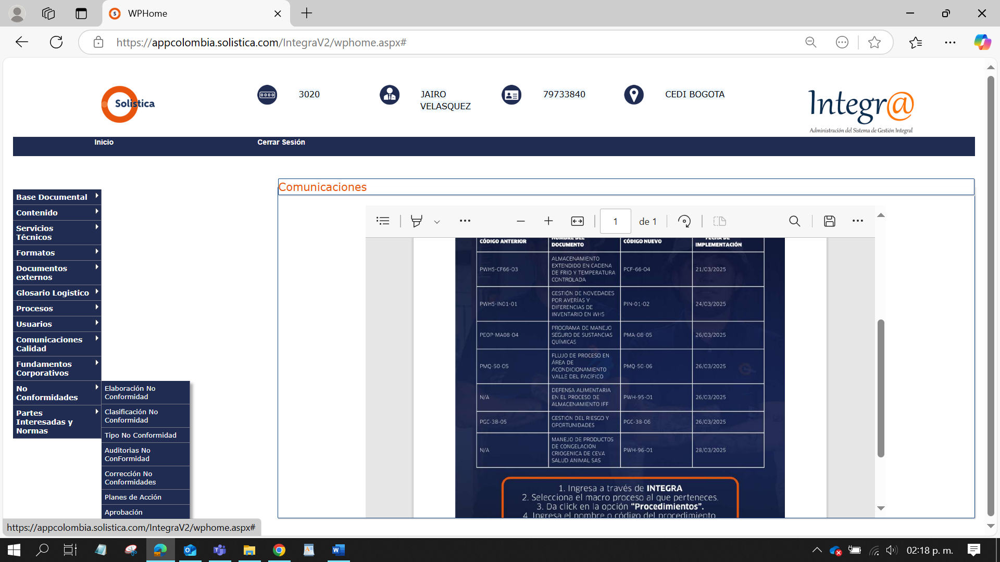 WPHome
https://appcolombia.solistica.com/IntegraV2/wphome.aspx#
Solistica
3020
JAIRO
VELASQUEZ
79733840
CEDI BOGOTA
Integr@
Administración del Sistema de Gestión Integral
Inicio
Cerrar Sesión
Base Documental
Contenido
Servicios
Técnicos
Formatos
Documentos
externos
Glosario Logistico
Procesos
Usuarios
Comunicaciones
Calidad
Fundamentos
Corporativos
No
Conformidades
Partes
Interesadas y
Normas
Elaboración No
Conformidad
Clasificación No
Conformidad
Tipo No Conformidad
Auditorias No
ConFormidad
Corrección No
Conformidades
Planes de Acción
Aprobación
Comunicaciones
1 de 1
CÓDIGO ANTERIOR
NOMBRE DEL
DOCUMENTO
CÓDIGO NUEVO
FECHA DE
IMPLEMENTACIÓN
PWHS-CF66-03
ALMACENAMIENTO
EXTENDIDO EN CADENA
DE FRIO Y TEMPERATURA
CONTROLADA
PCF-66-04
21/03/2025
PWHS-IN01-01
GESTIÓN DE NOVEDADES
POR AVERÍAS Y
DIFERENCIAS DE
INVENTARIO EN WHS
PIN-01-02
24/03/2025
PEOP-MA08-04
PROGRAMA DE MANEJO
SEGURO DE SUSTANCIAS
QUÍMICAS
PMA-08-05
26/03/2025
PMQ-50-05
FLUJO DE PROCESO EN
ÁREA DE
ACONDICIONAMIENTO
VALLE DEL PACÍFICO
PMQ-50-06
26/03/2025
N/A
DEFENSA ALIMENTARIA
EN EL PROCESO DE
ALMACENAMIENTO IFF
PWH-95-01
26/03/2025
PGC-38-05
GESTIÓN DEL RIESGO Y
OPORTUNIDADES
PGC-38-06
26/03/2025
N/A
MANEJO DE PRODUCTOS
DE CONGELACIÓN
CRIOGENICA DE CEVA
SALUD ANIMAL SAS
PWH-96-01
28/03/2025
1. Ingresa a través de INTEGRA
2. Selecciona el macro proceso al que perteneces.
3. Da click en la opción “Procedimientos”.
4. Ingresa el nombre o código del procedimiento
https://appcolombia.solistica.com/IntegraV2/wphome.aspx#
02:18 p. m.